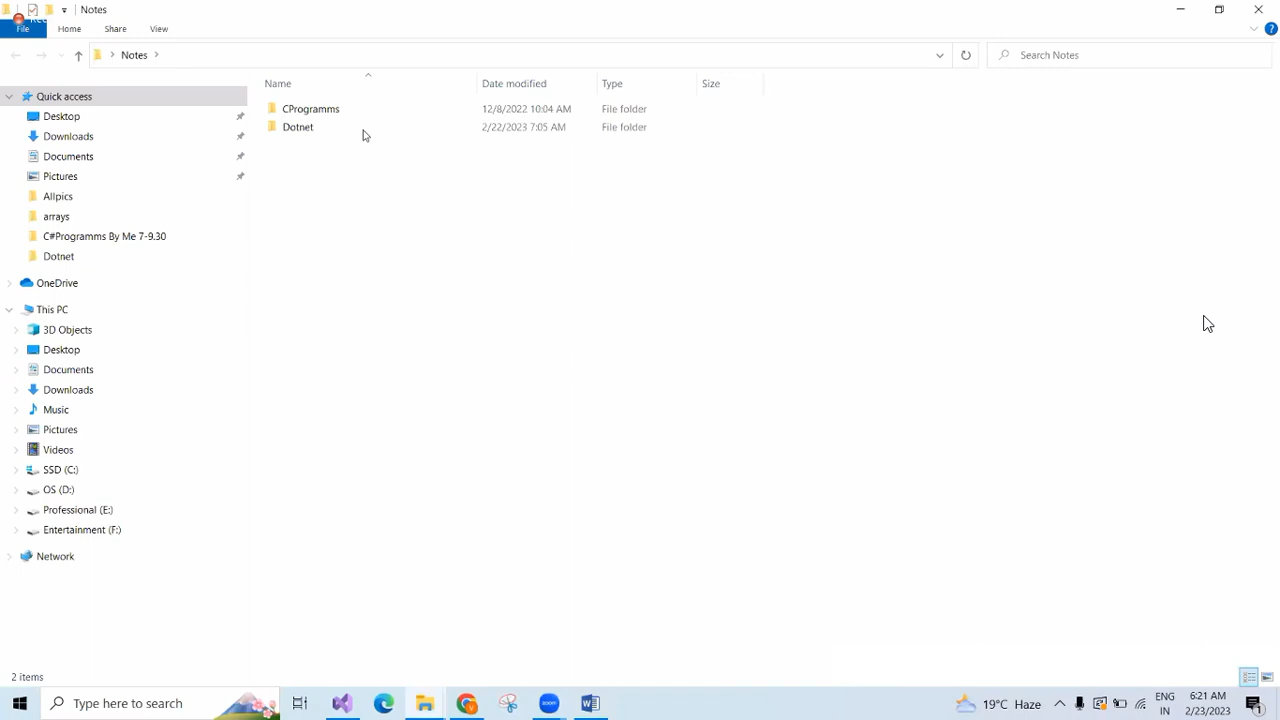 Notes
File
Home
Share
View
Notes
Search Notes
Name
Date modified
Type
Size
CProgramms
12/8/2022 10:04 AM
File folder
Dotnet
2/22/2023 7:05 AM
File folder
Quick access
Desktop
Downloads
Documents
Pictures
Allpics
arrays
C#Programms By Me 7-9.30
Dotnet
OneDrive
This PC
3D Objects
Desktop
Documents
Downloads
Music
Pictures
Videos
SSD (C:)
OS (D:)
Professional (E:)
Entertainment (F:)
Network
2 items
Type here to search
zoom
19°C Haze
ENG
IN
6:21 AM
2/23/2023
1